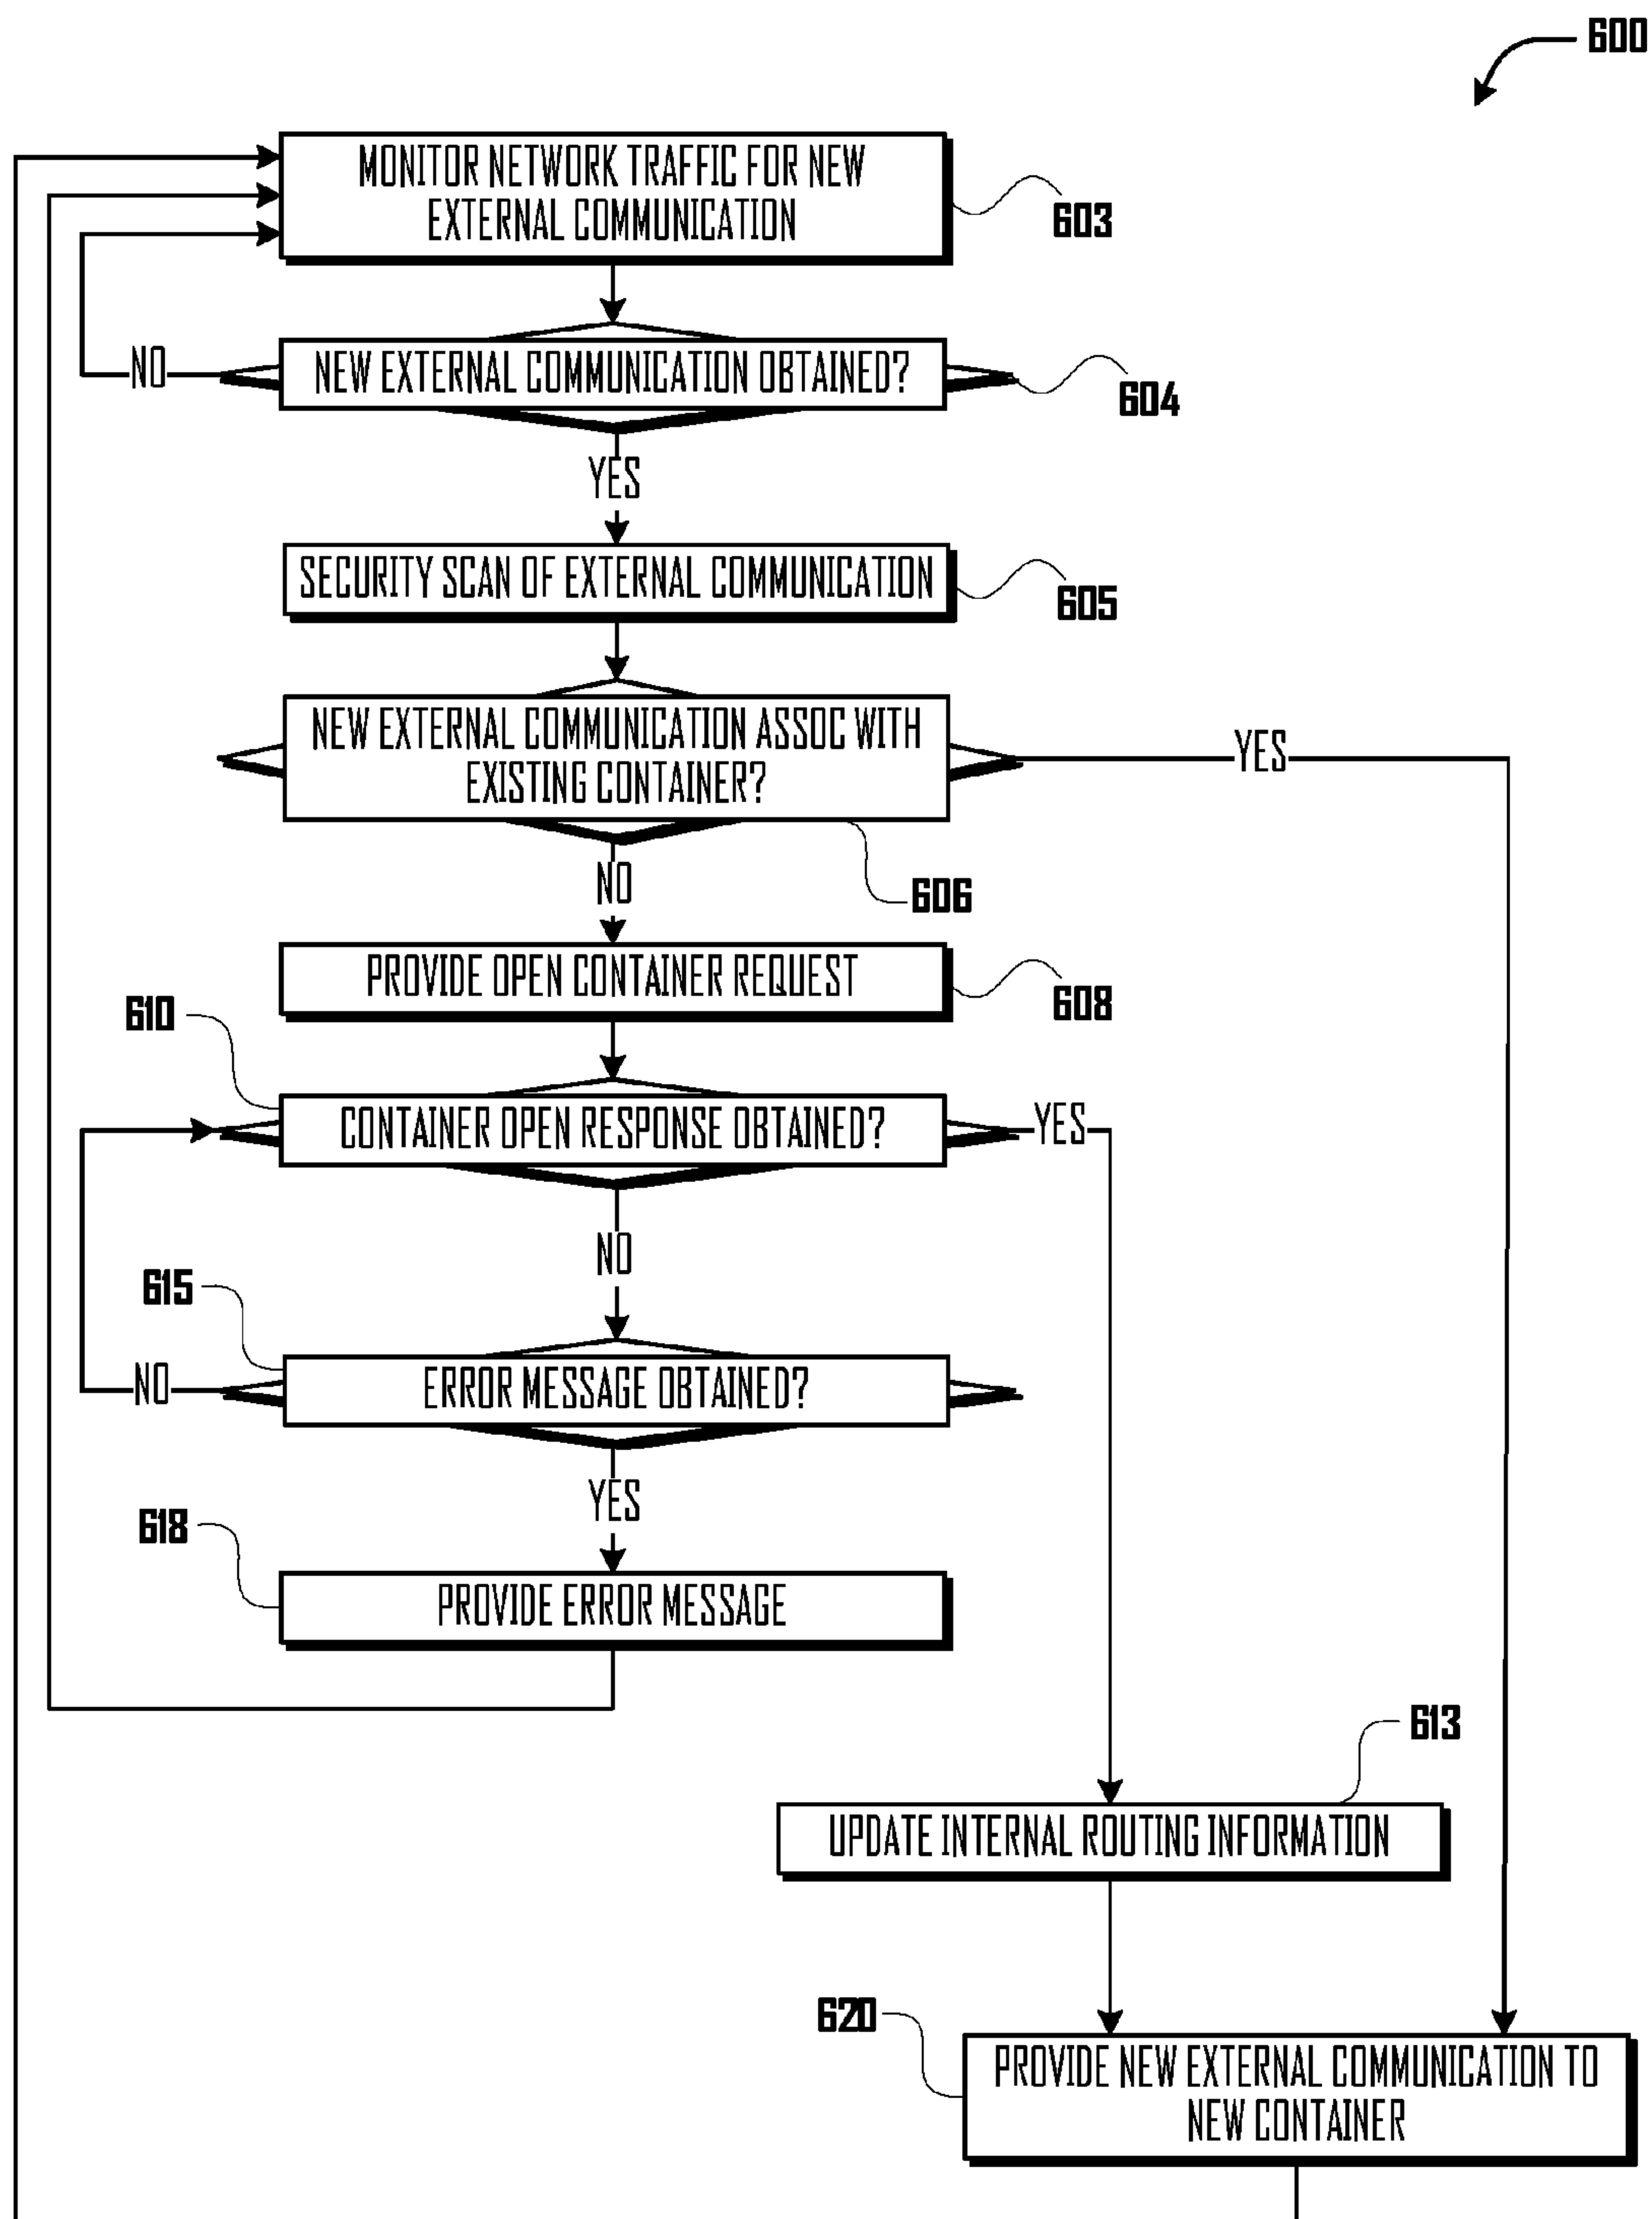 600
MONITOR NETWORK TRAFFIC FOR NEW
EXTERNAL COMMUNICATION
603
NO
NEW EXTERNAL COMMUNICATION OBTAINED?
604
YES
SECURITY SCAN OF EXTERNAL COMMUNICATION
605
NEW EXTERNAL COMMUNICATION ASSOC WITH
EXISTING CONTAINER?
YES
606
NO
PROVIDE OPEN CONTAINER REQUEST
608
610
CONTAINER OPEN RESPONSE OBTAINED?
YES
NO
615
NO
ERROR MESSAGE OBTAINED?
YES
618
PROVIDE ERROR MESSAGE
613
UPDATE INTERNAL ROUTING INFORMATION
620
PROVIDE NEW EXTERNAL COMMUNICATION TO
NEW CONTAINER